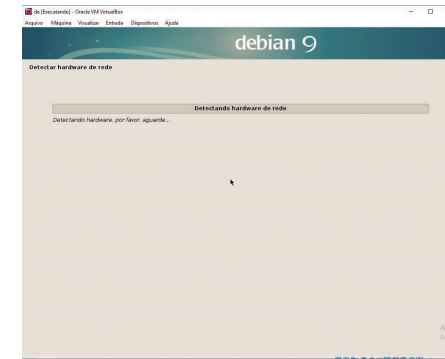 de [Executando] - Oracle VM VirtualBox
Arquivo Máquina Visualizar Entrada Dispositivos Ajuda
debian 9
Detectar hardware de rede
Detectando hardware de rede
Detectando hardware, por favor, aguarde...